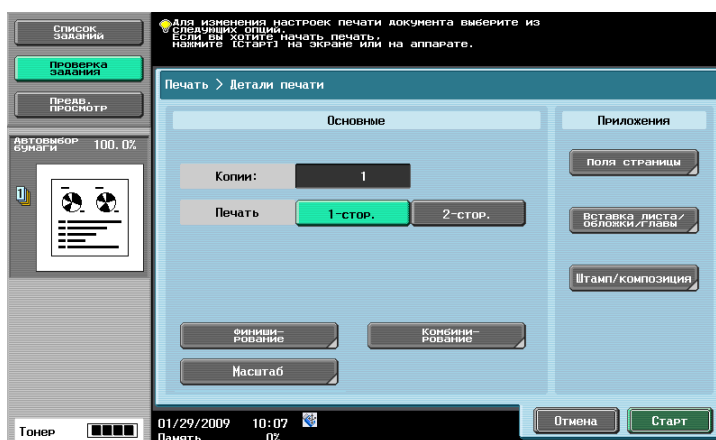 Список
заданий
Проверка
задания
Предв.
просмотр
Автовыбор
бумаги
100.0%
1
Тонер
Для изменения настроек печати документа выберите из
следующих опций.
Если вы хотите начать печать,
нажмите [Старт] на экране или на аппарате.
Печать > Детали печати
Основные
Копии:
1
Печать
1-стор.
2-стор.
Финиши-
рование
Комбини-
рование
Масштаб
Приложения
Поля страницы
Вставка листа/
обложки/главы
Штамп/композиция
01/29/2009 10:07
Память 0%
Отмена
Старт